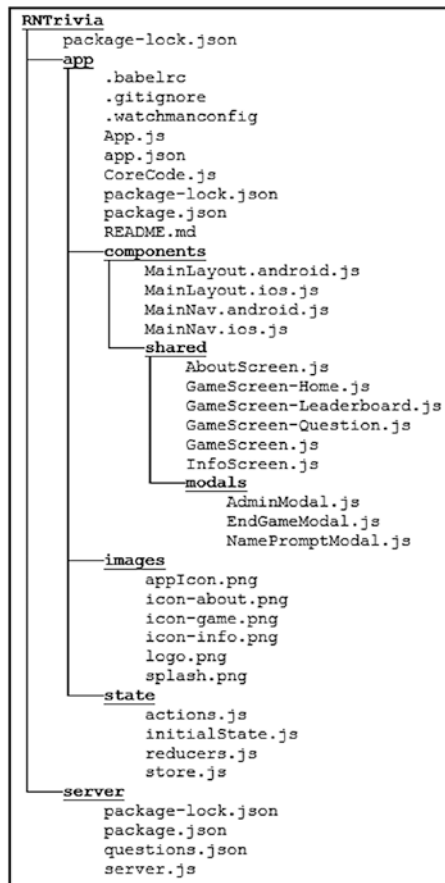 RNTrivia
package-lock.json
app
.babelrc
.gitignore
.watchmanconfig
App.js
app.json
CoreCode.js
package-lock.json
package.json
README.md
components
MainLayout.android.js
MainLayout.ios.js
MainNav.android.js
MainNav.ios.js
shared
AboutScreen.js
GameScreen-Home.js
GameScreen-Leaderboard.js
GameScreen-Question.js
GameScreen.js
InfoScreen.js
modals
AdminModal.js
EndGameModal.js
NamePromptModal.js
images
appIcon.png
icon-about.png
icon-game.png
icon-info.png
logo.png
splash.png
state
actions.js
initialState.js
reducers.js
store.js
server
package-lock.json
package.json
questions.json
server.js